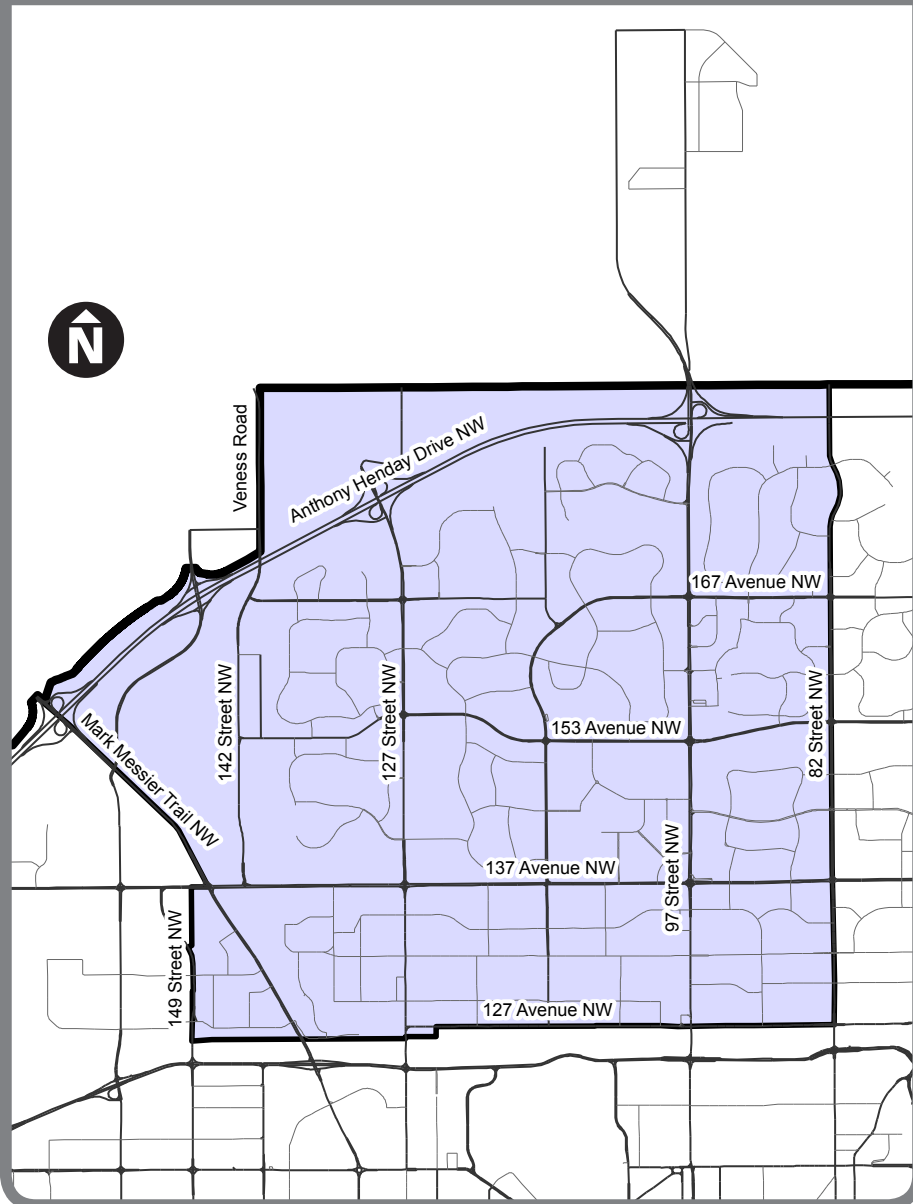 N
Veness Road
Anthony Henday Drive NW
167 Avenue NW
142 Street NW
127 Street NW
82 Street NW
153 Avenue NW
Mark Messier Trail NW
137 Avenue NW
97 Street NW
149 Street NW
127 Avenue NW